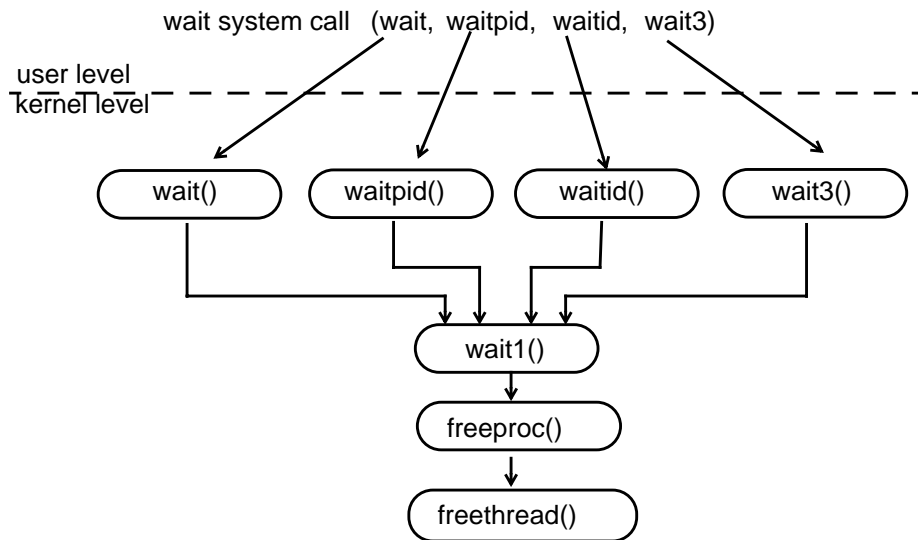 wait system call (wait, waitpid, waitid, wait3)
user level
kernel level
wait() waitpid() waitid() wait3()
wait1()
freeproc()
freethread()